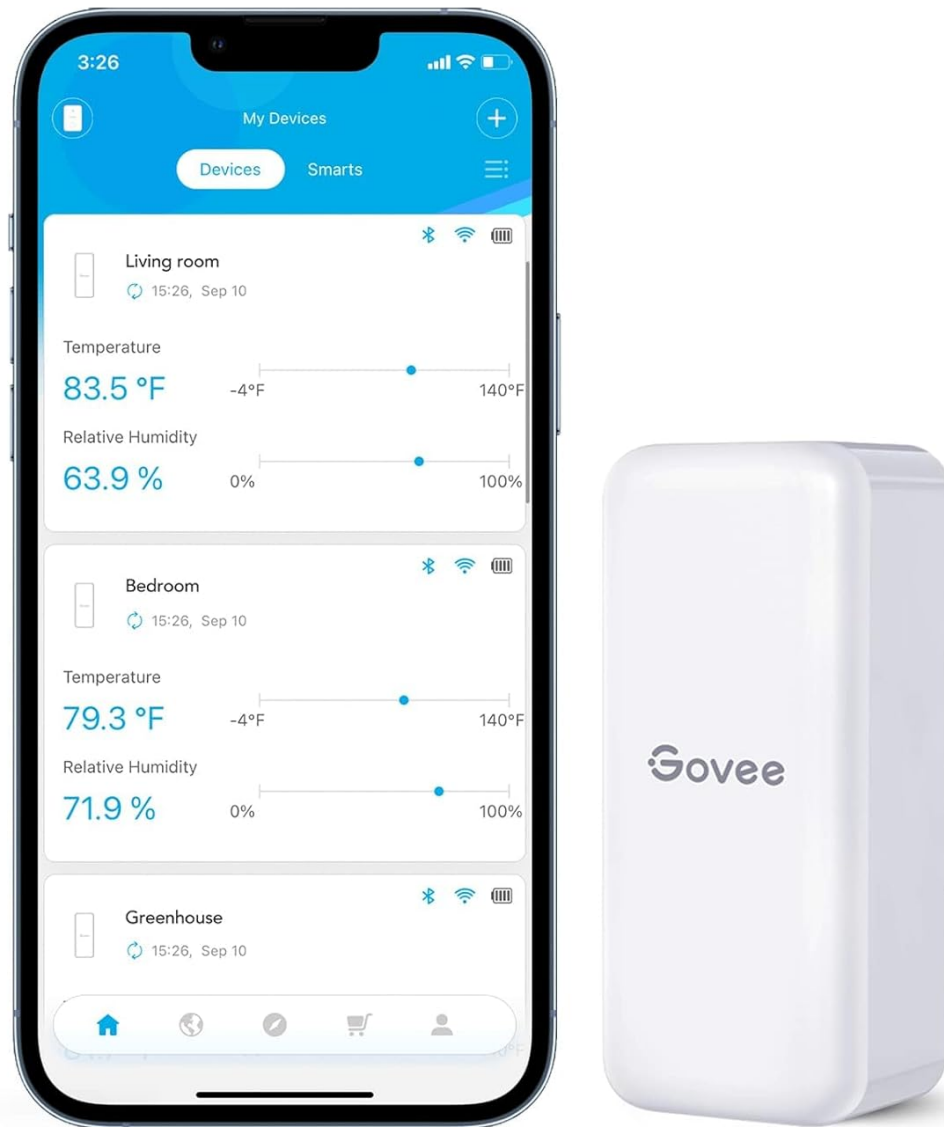 3:26
My Devices
Devices Smarts
Living room
15:26, Sep 10
Temperature
83.5 °F
-4°F 140°F
Relative Humidity
63.9 %
0% 100%
Bedroom
15:26, Sep 10
Temperature
79.3 °F
-4°F 140°F
Relative Humidity
71.9 %
0% 100%
Greenhouse
15:26, Sep 10
Govee